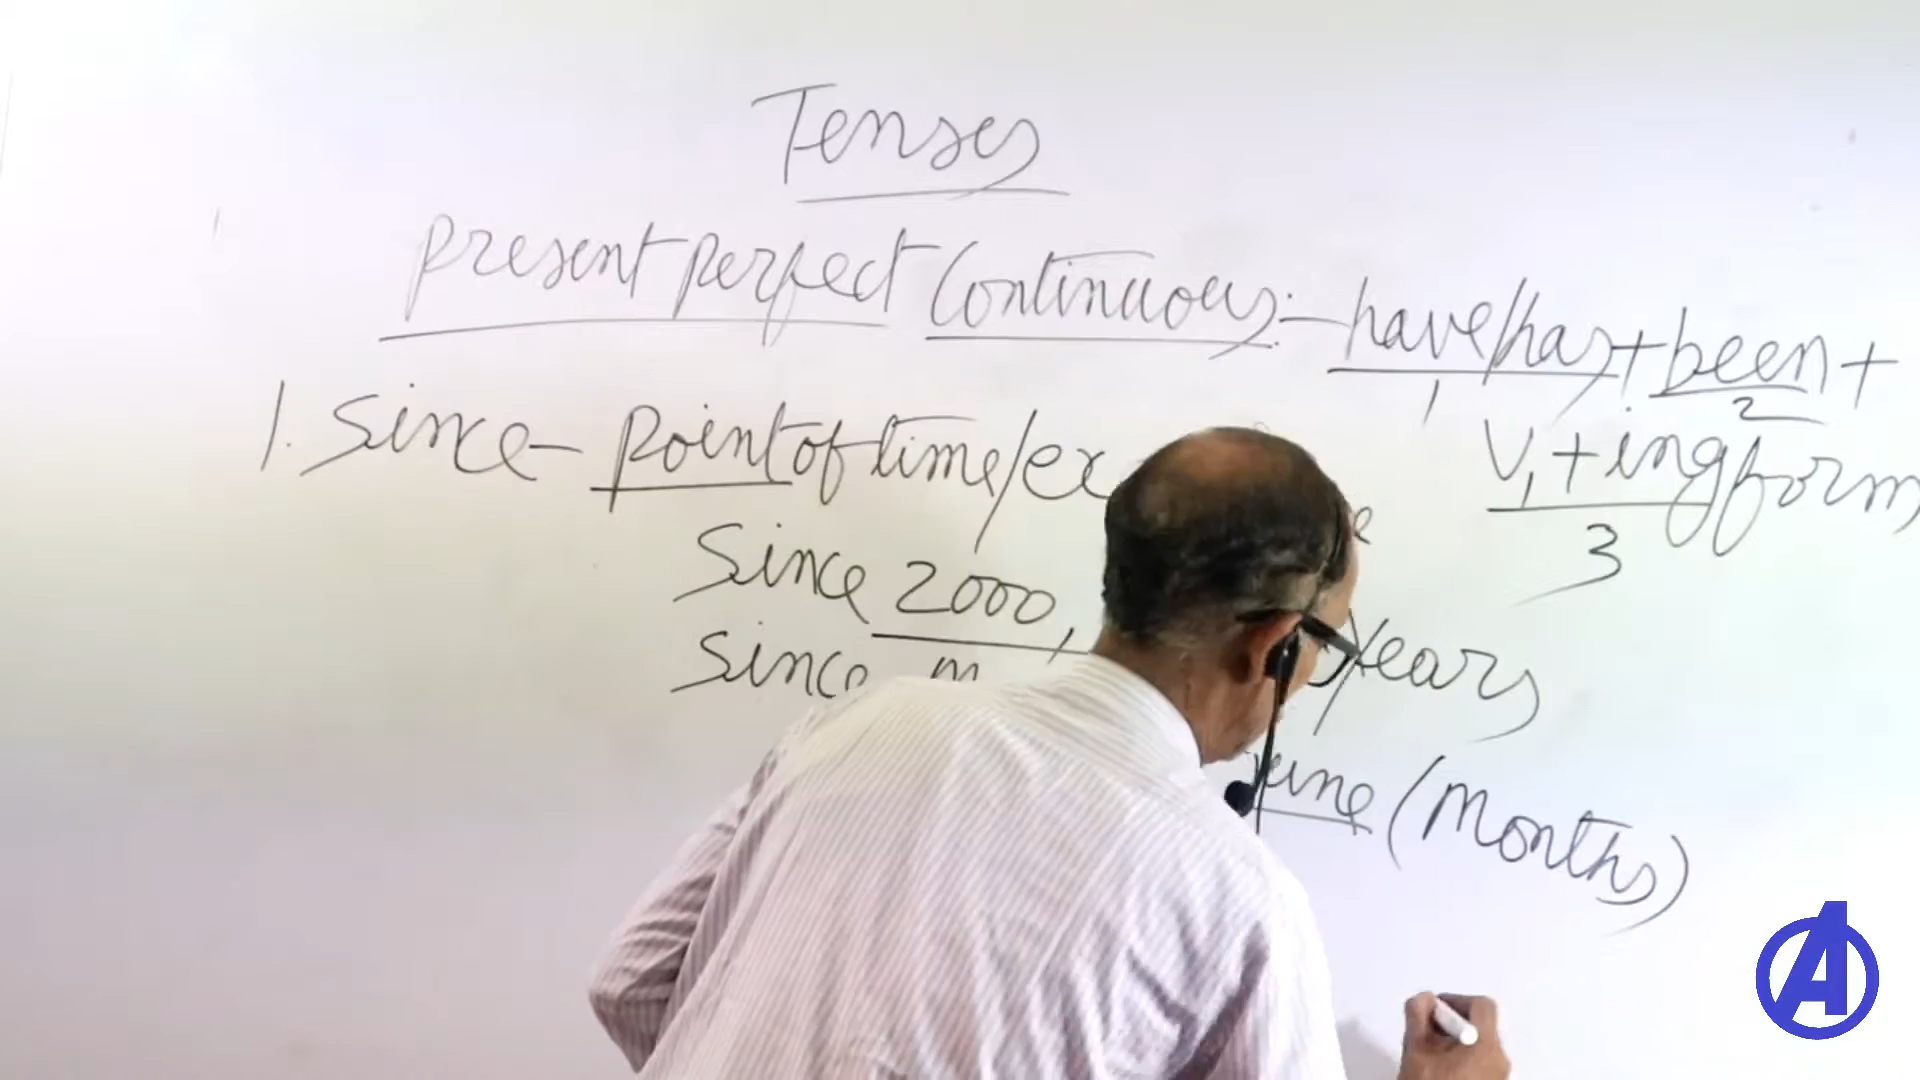 Tenses
present perfect Continuous:- have/has + been +
1 2
V1 + ing form
3
1. Since - point of time/ex
Since 2000, years
Since June (Months)
A